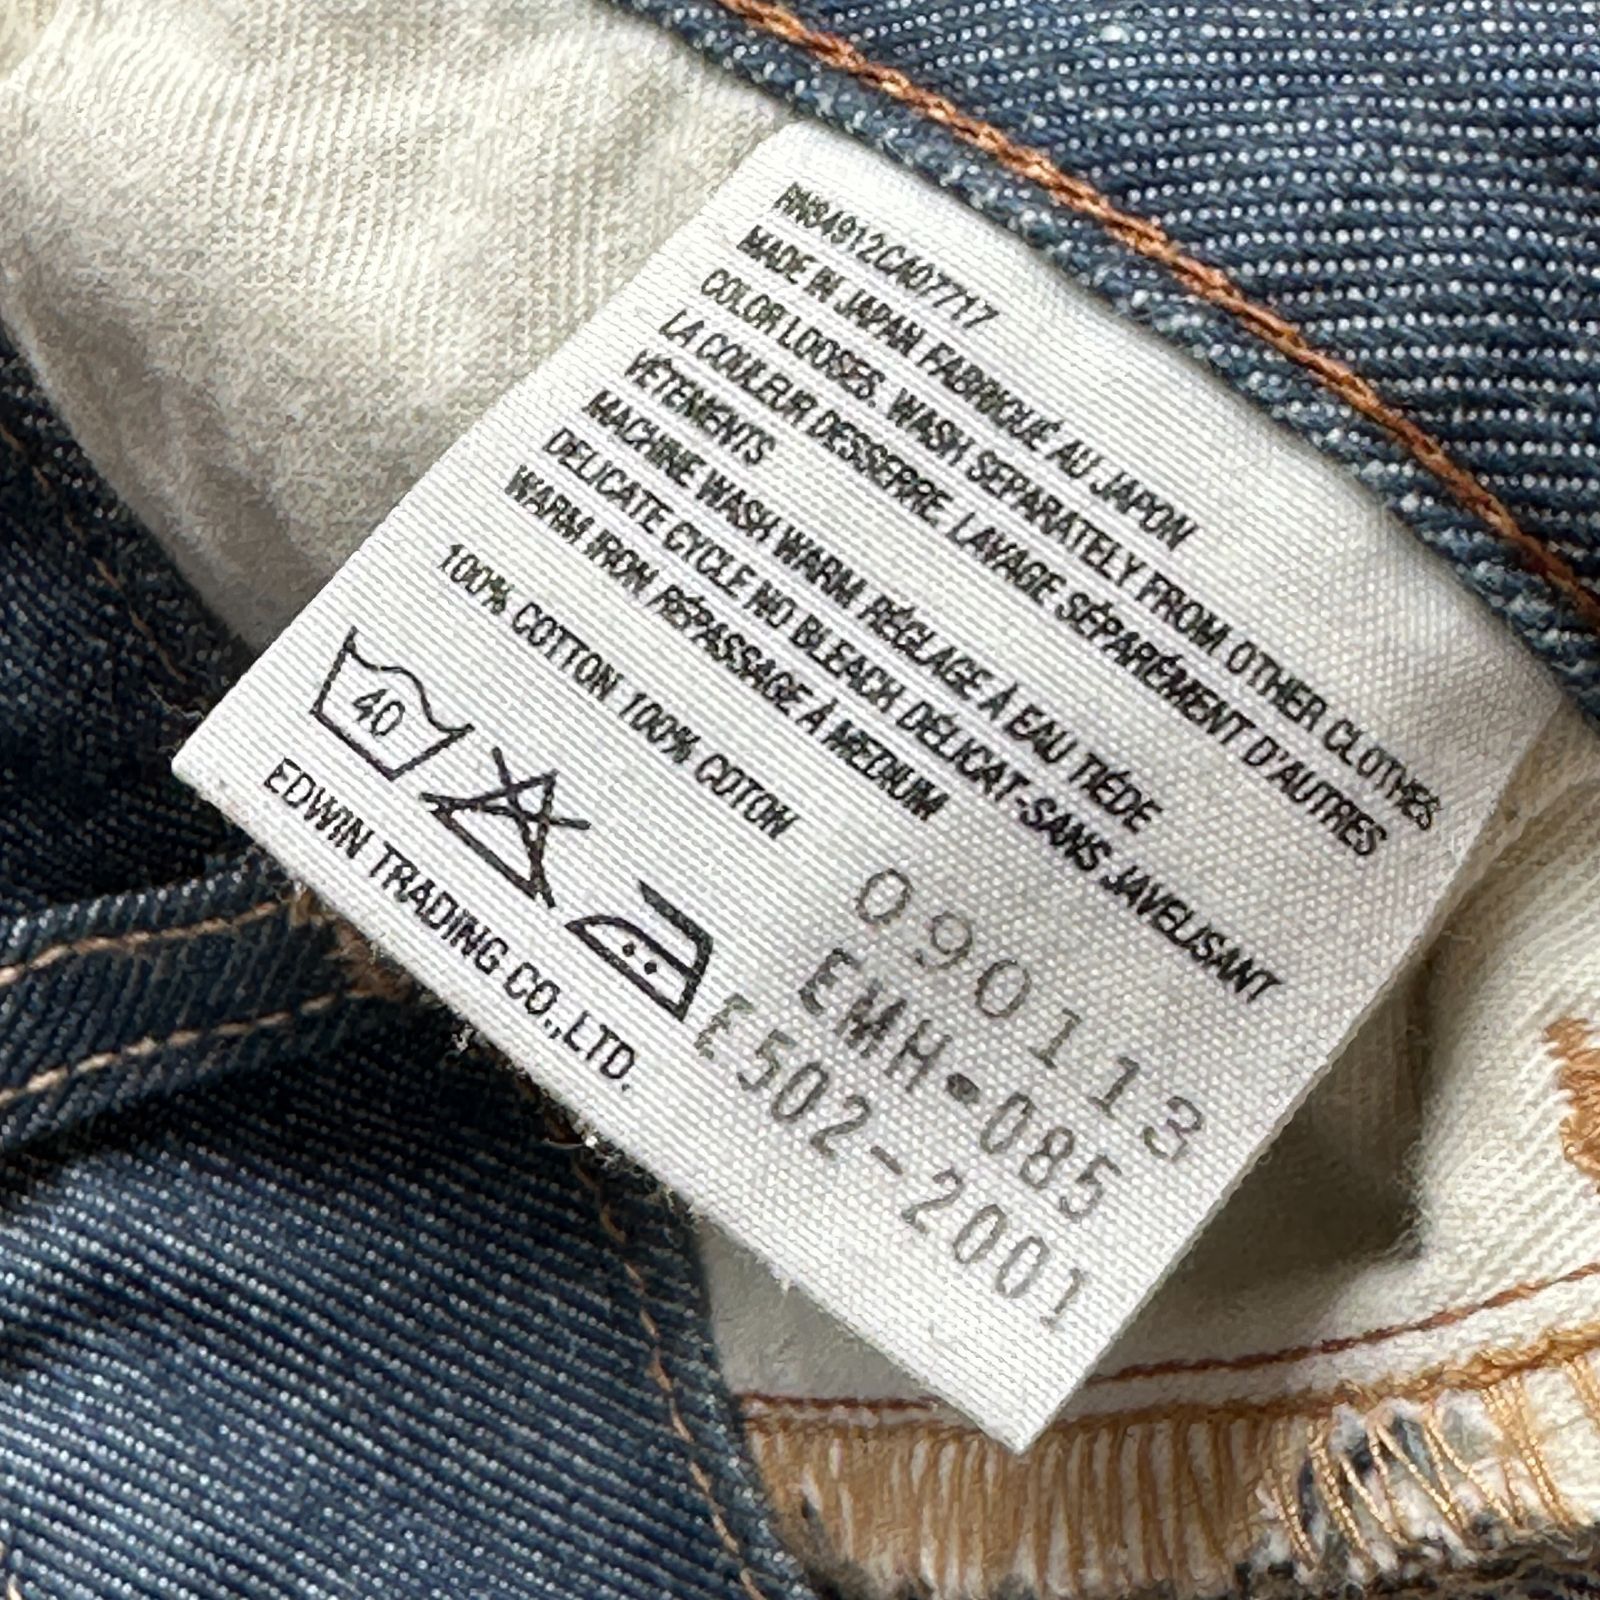 RN84912CA07717
MADE IN JAPAN FABRIQUÉ AU JAPON
COLOR LOOSES. WASH SEPARATELY FROM OTHER CLOTHES
LA COULEUR DESSERRE. LAVAGE SÉPARÉMENT D'AUTRES
VÊTEMENTS
MACHINE WASH WARM RÉGLAGE À EAU TIÉDE
DELICATE CYCLE NO BLEACH DÉLICAT-SANS JAVELISANT
WARM IRON RÉPASSAGE À MEDIUM
100% COTTON 100% COTON
40
EDWIN TRADING CO.,LTD.
090113
EMH-085
E502-2001